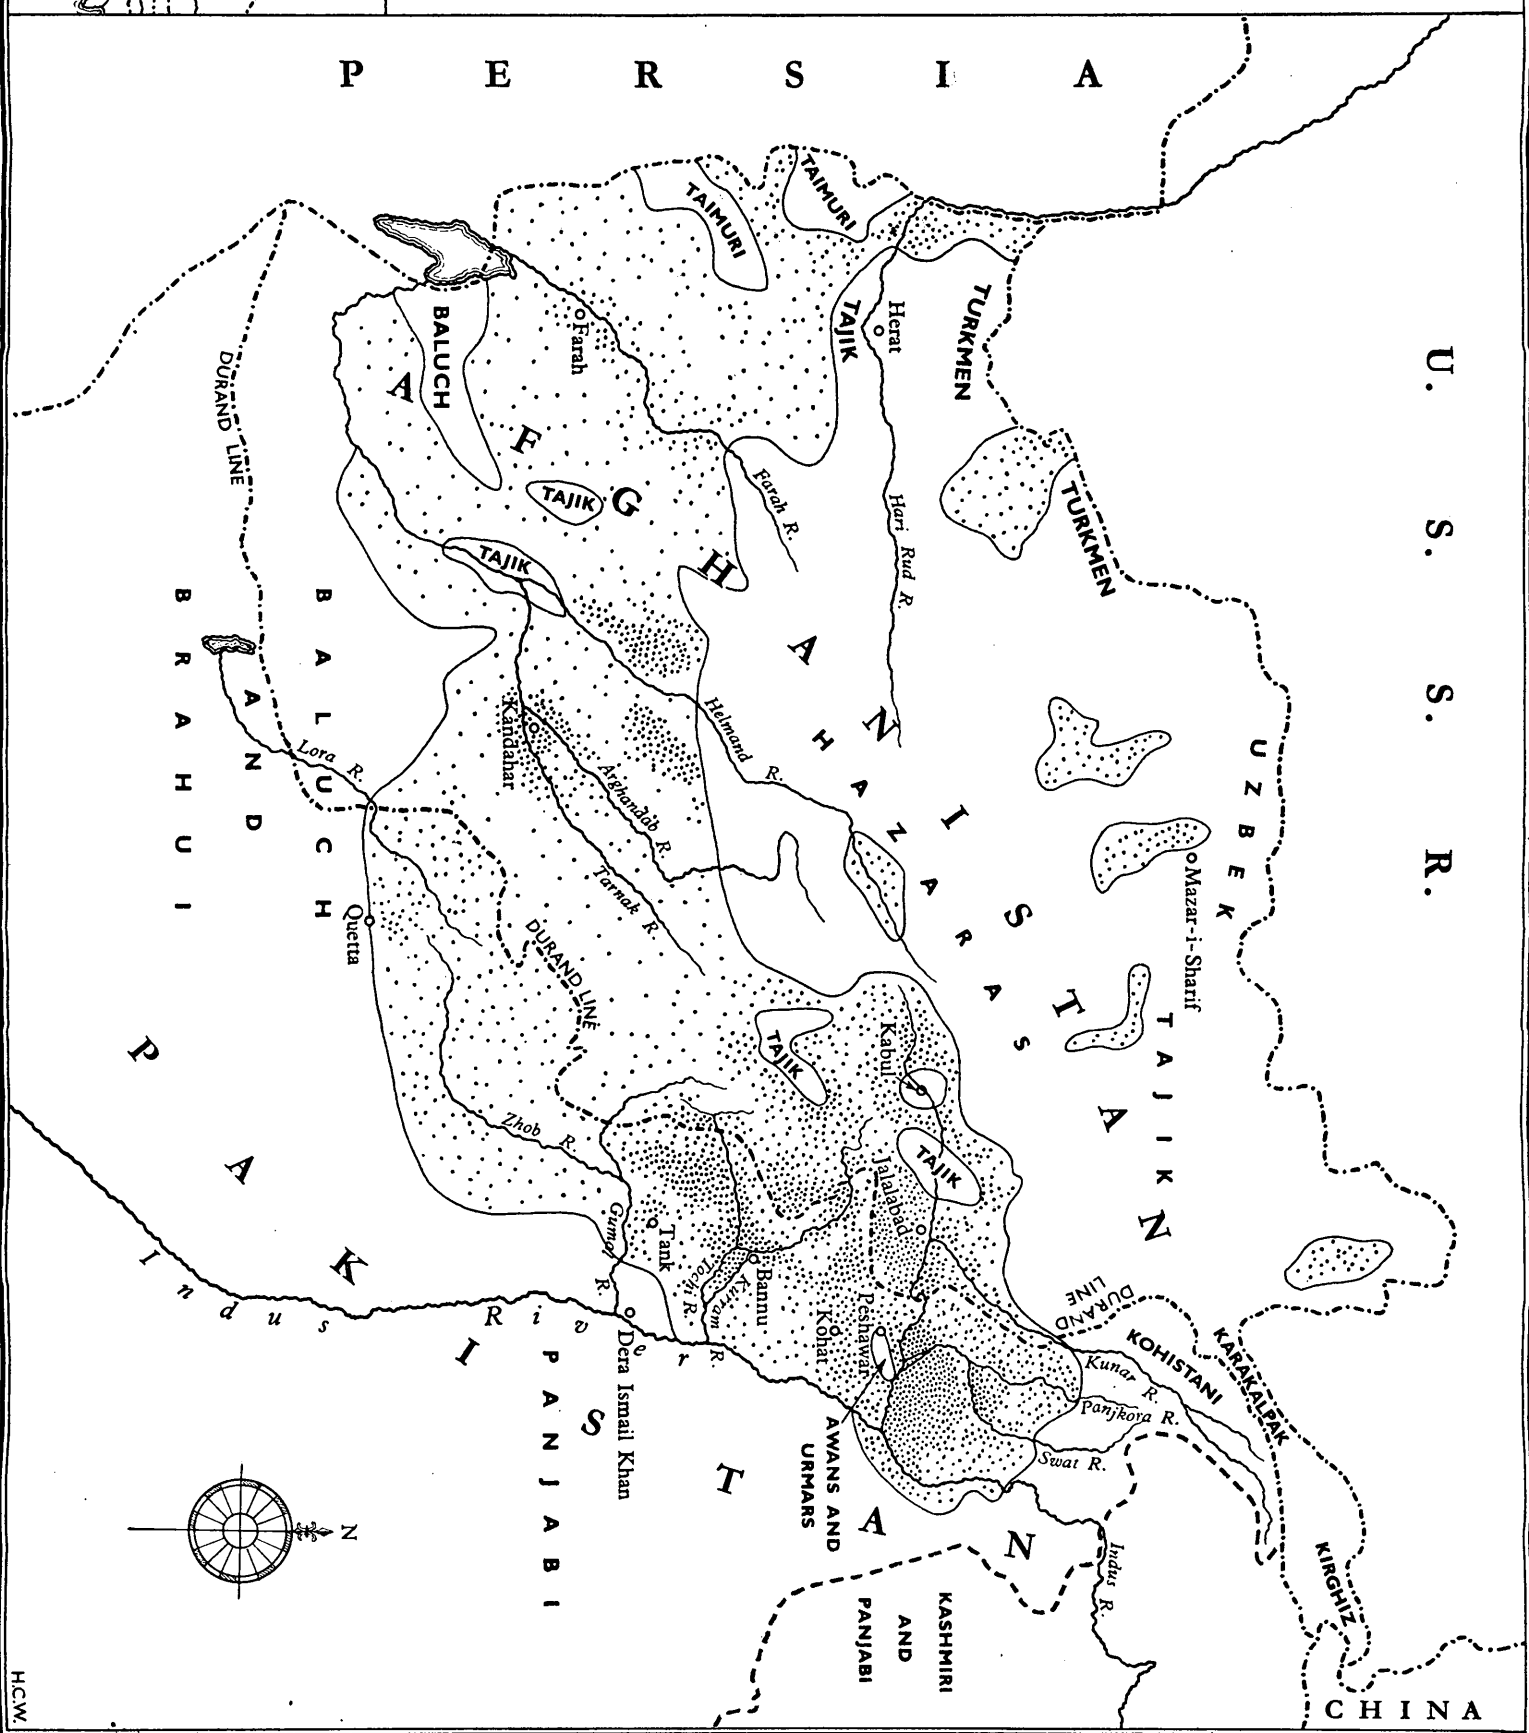 PERSIA
U. S. S. R.
AFGHANISTAN
PAKISTAN
CHINA
TAIMURI
TAIMURI
TURKMEN
TURKMEN
TAJIK
Herat
Hari Rud R.
BALUCH
Farah
Farah R.
TAJIK
TAJIK
DURAND LINE
BALUCH
AND
BRAHUI
Lora R.
Quetta
Kandahar
Helmand R.
Arghandab R.
Tarnak R.
HAZARAS
UZBEK
Mazar-i-Sharif
TAJIK
DURAND LINE
TAJIK
Kabul
TAJIK
Jalalabad
Zhob R.
Gumal R.
Tank
Tochi R.
Kurram R.
Bannu
Kohat
Peshawar
Dera Ismail Khan
Indus River
PANJABI
AWANS AND
URMARS
DURAND
LINE
KOHISTANI
KARAKALPAK
KIRGHIZ
Kunar R.
Panjkora R.
Swat R.
Indus R.
KASHMIRI
AND
PANJABI
N
H.C.W.